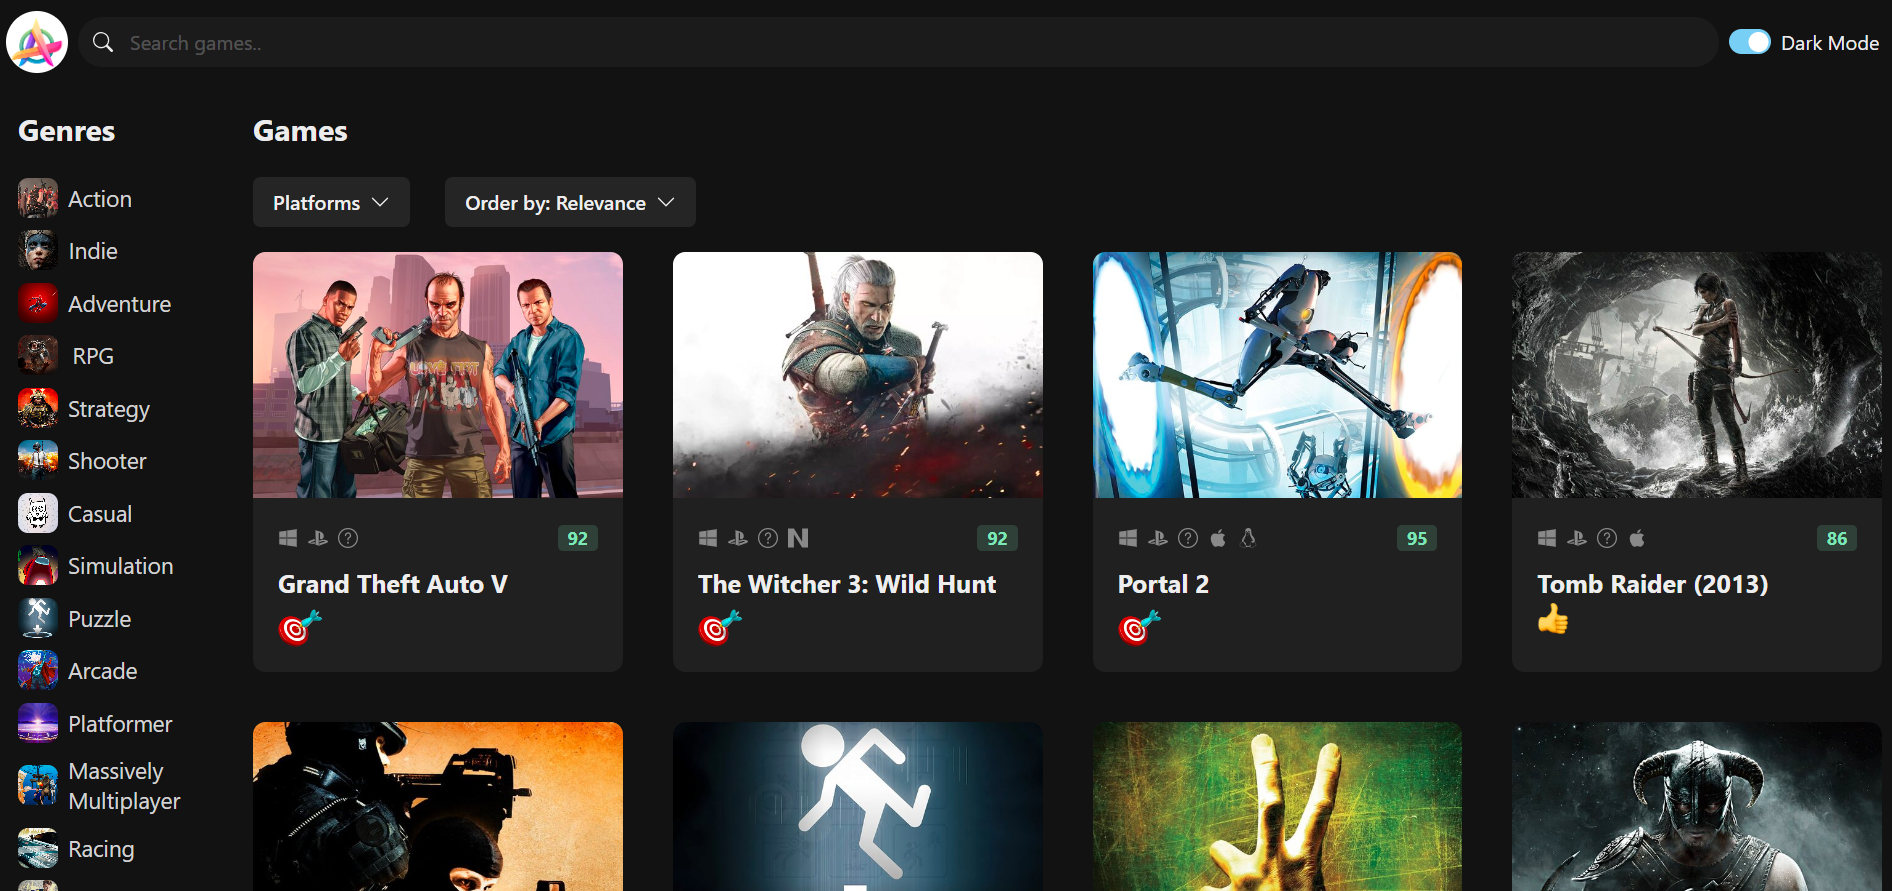 Search games..
Dark Mode
Genres
Action
Indie
Adventure
RPG
Strategy
Shooter
Casual
Simulation
Puzzle
Arcade
Platformer
Massively
Multiplayer
Racing
Games
Platforms
Order by: Relevance
92
Grand Theft Auto V
92
The Witcher 3: Wild Hunt
95
Portal 2
86
Tomb Raider (2013)